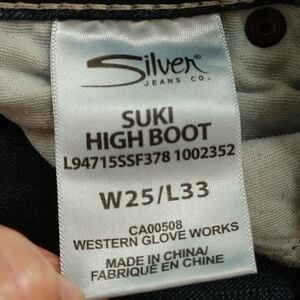 Silver®
JEANS CO.
SUKI
HIGH BOOT
L94715SSF378 1002352
W25/L33
CA00508
WESTERN GLOVE WORKS
MADE IN CHINA/
FABRIQUÉ EN CHINE